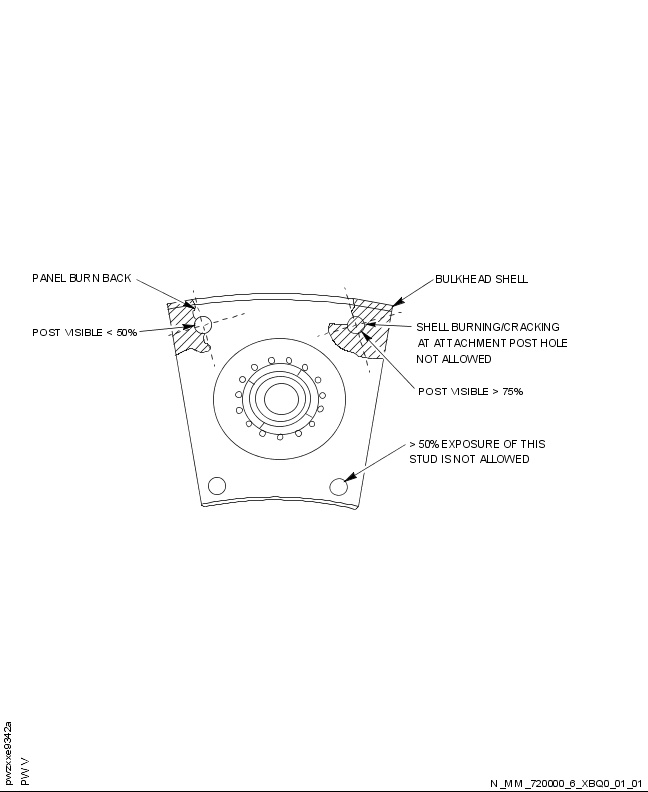 PANEL BURN BACK
BULKHEAD SHELL
POST VISIBLE < 50%
SHELL BURNING/CRACKING
AT ATTACHMENT POST HOLE
NOT ALLOWED
POST VISIBLE > 75%
> 50% EXPOSURE OF THIS
STUD IS NOT ALLOWED
pwzxxe9342a
PW V
N_MM_720000_6_XBQ0_01_01